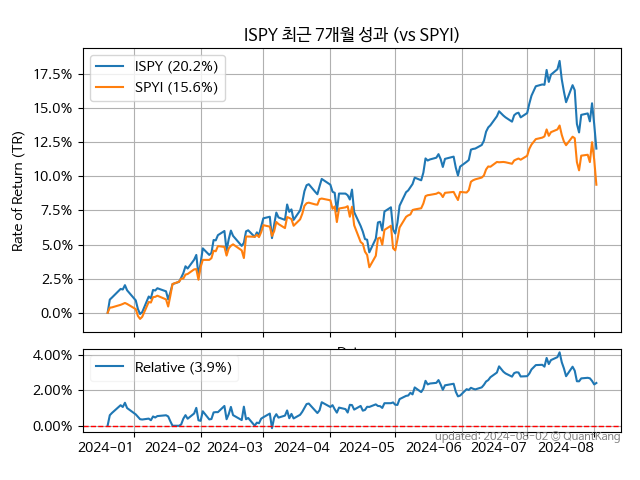 ISPY 최근 7개월 성과 (vs SPYI)
ISPY (20.2%)
SPYI (15.6%)
17.5%
15.0%
12.5%
10.0%
7.5%
5.0%
2.5%
0.0%
Rate of Return (TR)
Relative (3.9%)
4.00%
2.00%
0.00%
2024-01 2024-02 2024-03 2024-04 2024-05 2024-06 2024-07 2024-08
updated: 2024-08-02 © QuantKang